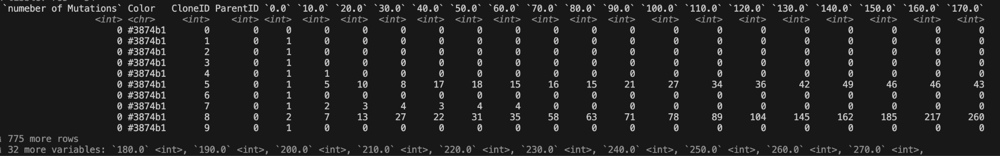 `numeber of Mutations` Color CloneID ParentID `0.0` `10.0` `20.0` `30.0` `40.0` `50.0` `60.0` `70.0` `80.0` `90.0` `100.0` `110.0` `120.0` `130.0` `140.0` `150.0` `160.0` `170.0`
<int> <chr> <int> <int> <int> <int> <int> <int> <int> <int> <int> <int> <int> <int> <int> <int> <int> <int> <int> <int> <int> <int>
0 #3874b1 0 0 0 0 0 0 0 0 0 0 0 0 0 0 0 0 0 0 0 0
0 #3874b1 1 0 1 0 0 0 0 0 0 0 0 0 0 0 0 0 0 0 0 0
0 #3874b1 2 0 1 0 0 0 0 0 0 0 0 0 0 0 0 0 0 0 0 0
0 #3874b1 3 0 1 0 0 0 0 0 0 0 0 0 0 0 0 0 0 0 0 0
0 #3874b1 4 0 1 1 0 0 0 0 0 0 0 0 0 0 0 0 0 0 0 0
0 #3874b1 5 0 1 5 10 8 17 18 15 16 15 21 27 34 36 42 49 46 46 43
0 #3874b1 6 0 1 0 0 0 0 0 0 0 0 0 0 0 0 0 0 0 0 0
0 #3874b1 7 0 1 2 3 4 3 4 4 0 0 0 0 0 0 0 0 0 0 0
0 #3874b1 8 0 2 7 13 27 22 31 35 58 63 71 78 89 104 145 162 185 217 260
0 #3874b1 9 0 1 0 0 0 0 0 0 0 0 0 0 0 0 0 0 0 0 0
775 more rows
32 more variables: `180.0` <int>, `190.0` <int>, `200.0` <int>, `210.0` <int>, `220.0` <int>, `230.0` <int>, `240.0` <int>, `250.0` <int>, `260.0` <int>, `270.0` <int>,